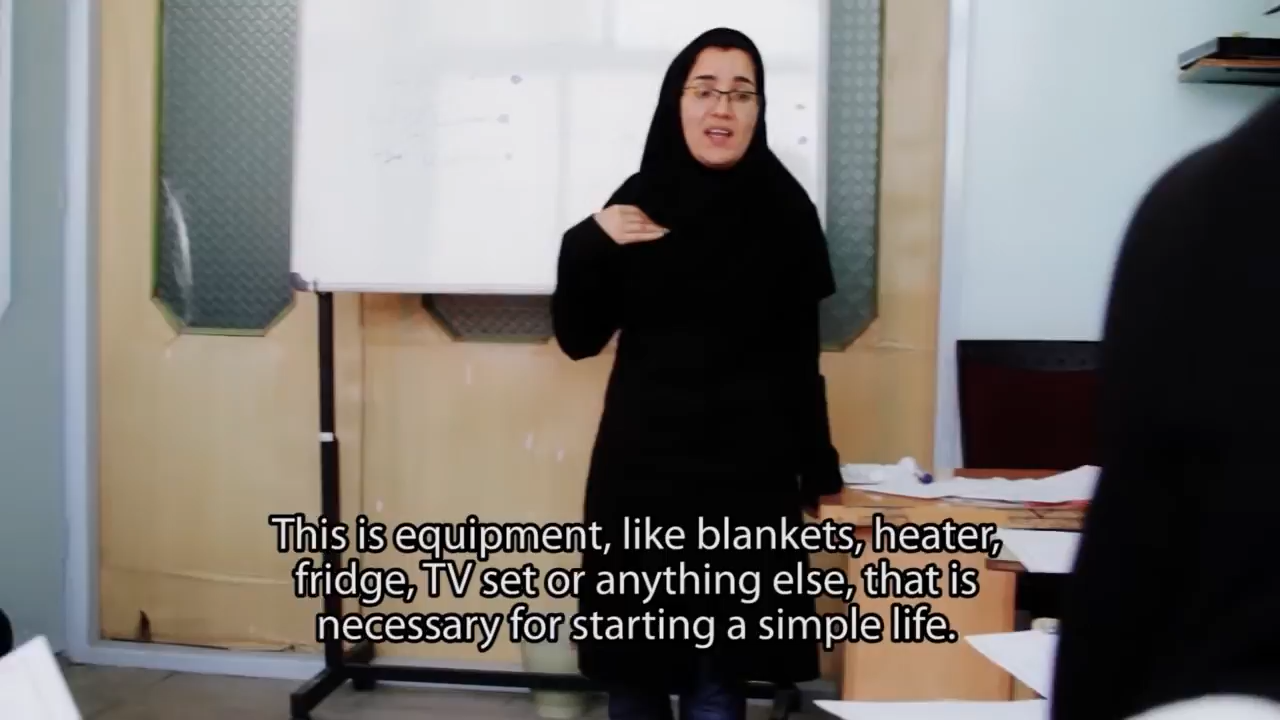 This is equipment, like blankets, heater,
fridge, TV set or anything else, that is
necessary for starting a simple life.